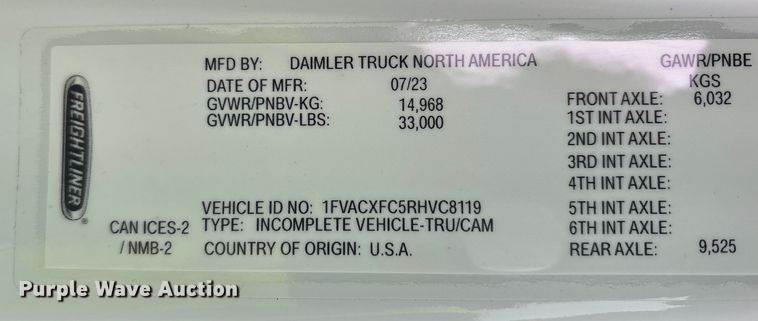 FREIGHTLINER®
MFD BY: DAIMLER TRUCK NORTH AMERICA
DATE OF MFR: 07/23
GVWR/PNBV-KG: 14,968
GVWR/PNBV-LBS: 33,000
VEHICLE ID NO: 1FVACXFC5RHVC8119
CAN ICES-2 TYPE: INCOMPLETE VEHICLE-TRU/CAM
/ NMB-2 COUNTRY OF ORIGIN: U.S.A.
GAWR/PNBE
KGS
FRONT AXLE: 6,032
1ST INT AXLE:
2ND INT AXLE:
3RD INT AXLE:
4TH INT AXLE:
5TH INT AXLE:
6TH INT AXLE:
REAR AXLE: 9,525
Purple Wave Auction